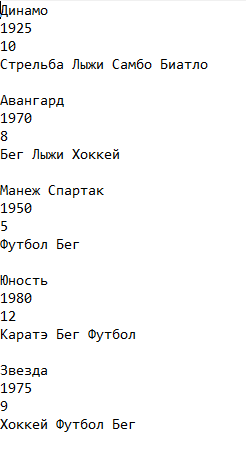 Динамо
1925
10
Стрельба Лыжи Самбо Биатло
Авангард
1970
8
Бег Лыжи Хоккей
Манеж Спартак
1950
5
Футбол Бег
Юность
1980
12
Каратэ Бег Футбол
Звезда
1975
9
Хоккей Футбол Бег